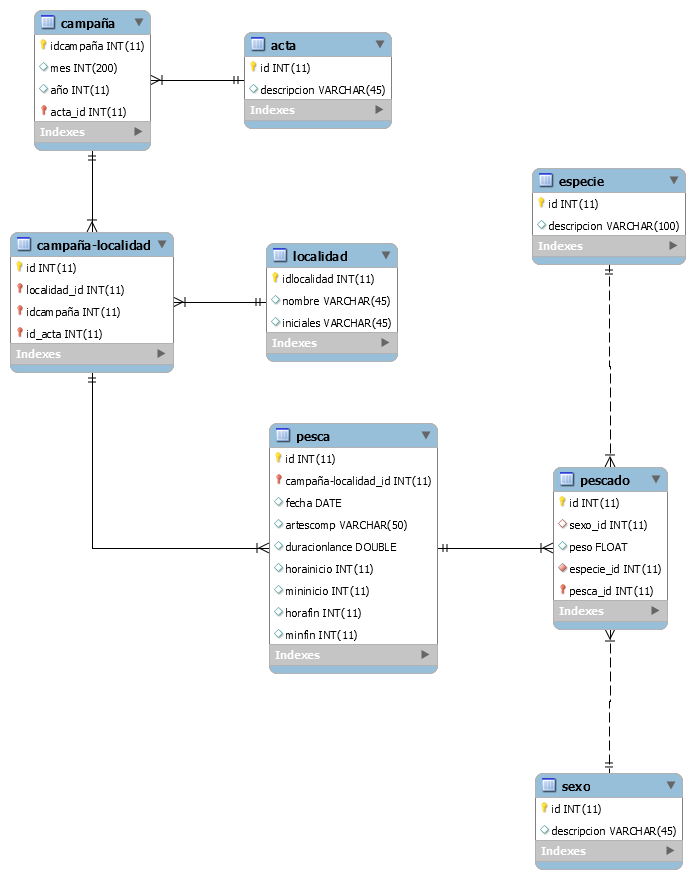 campaña
idcampaña INT(11)
mes INT(200)
año INT(11)
acta_id INT(11)
Indexes
acta
id INT(11)
descripcion VARCHAR(45)
Indexes
especie
id INT(11)
descripcion VARCHAR(100)
Indexes
campaña-localidad
id INT(11)
localidad_id INT(11)
idcampaña INT(11)
id_acta INT(11)
Indexes
localidad
idlocalidad INT(11)
nombre VARCHAR(45)
iniciales VARCHAR(45)
Indexes
pesca
id INT(11)
campaña-localidad_id INT(11)
fecha DATE
artescomp VARCHAR(50)
duracionlance DOUBLE
horainicio INT(11)
mininicio INT(11)
horafin INT(11)
minfin INT(11)
Indexes
pescado
id INT(11)
sexo_id INT(11)
peso FLOAT
especie_id INT(11)
pesca_id INT(11)
Indexes
sexo
id INT(11)
descripcion VARCHAR(45)
Indexes